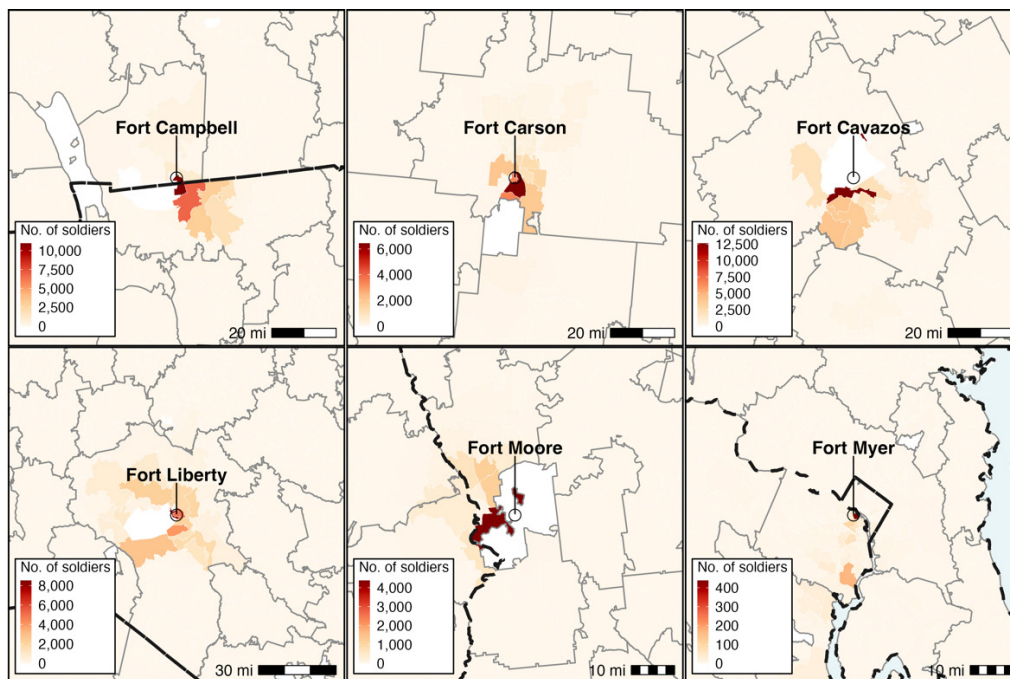 Fort Campbell
No. of soldiers
10,000
7,500
5,000
2,500
0
20 mi
Fort Carson
No. of soldiers
6,000
4,000
2,000
0
20 mi
Fort Cavazos
No. of soldiers
12,500
10,000
7,500
5,000
2,500
0
20 mi
Fort Liberty
No. of soldiers
8,000
6,000
4,000
2,000
0
30 mi
Fort Moore
No. of soldiers
4,000
3,000
2,000
1,000
0
10 mi
Fort Myer
No. of soldiers
400
300
200
100
0
10 mi